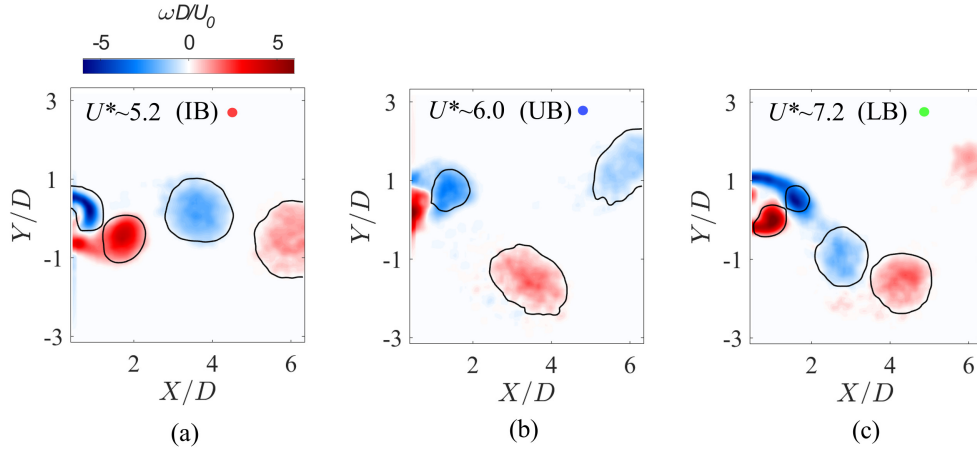 ωD/U0
-5 0 5
U*~5.2 (IB)
3
1
-1
-3
Y/D
2 4 6
X/D
(a)
U*~6.0 (UB)
3
1
-1
-3
Y/D
2 4 6
X/D
(b)
U*~7.2 (LB)
3
1
-1
-3
Y/D
2 4 6
X/D
(c)